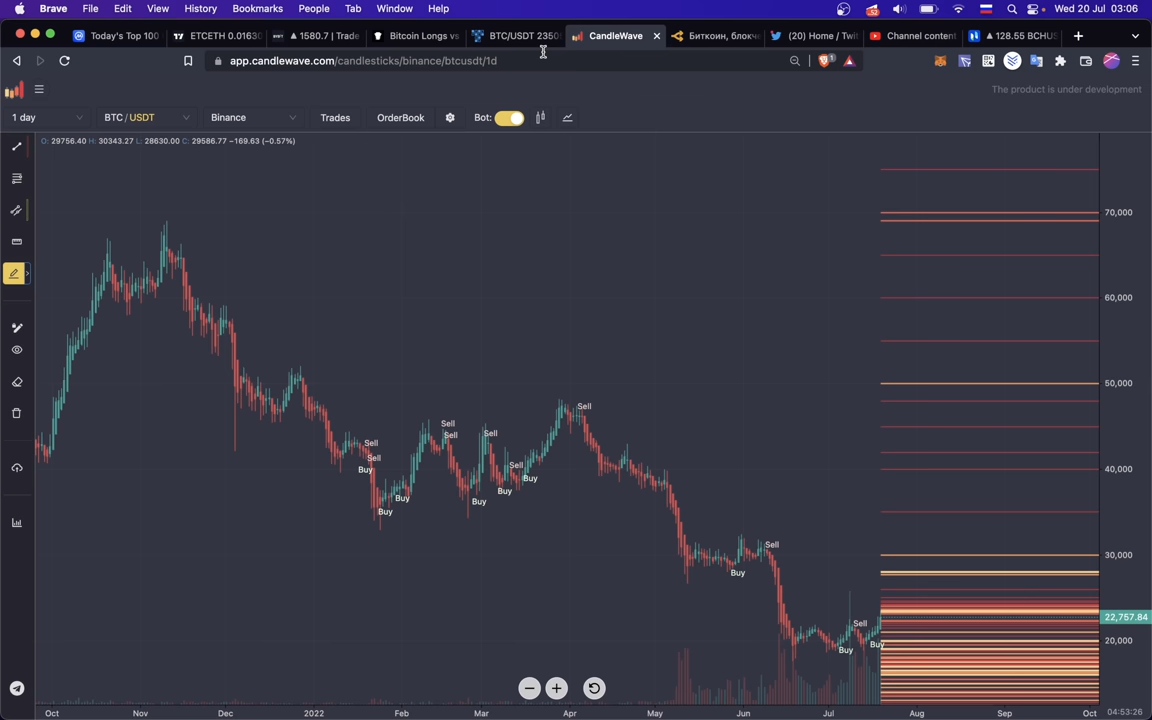 Brave File Edit View History Bookmarks People Tab Window Help Wed 20 Jul 03:06
Today's Top 100 ETCETH 0.0163 ▲ 1580.7 | Trade Bitcoin Longs vs BTC/USDT 2350 CandleWave Биткоин, блокч (20) Home / Twit Channel content ▲ 128.55 BCHUS
app.candlewave.com/candlesticks/binance/btcusdt/1d
1
The product is under development
1 day BTC / USDT Binance Trades OrderBook Bot:
O: 29756.40 H: 30343.27 L: 28630.00 C: 29586.77 −169.63 (−0.57%)
70,000
60,000
50,000
Sell
Sell
Sell
Sell
Sell
Sell
Sell
40,000
Buy
Buy
Buy
Buy
Buy
Buy
Sell
30,000
Buy
22,757.84
Sell
20,000
Buy
Buy
Oct Nov Dec 2022 Feb Mar Apr May Jun Jul Aug Sep Oct 04:53:26